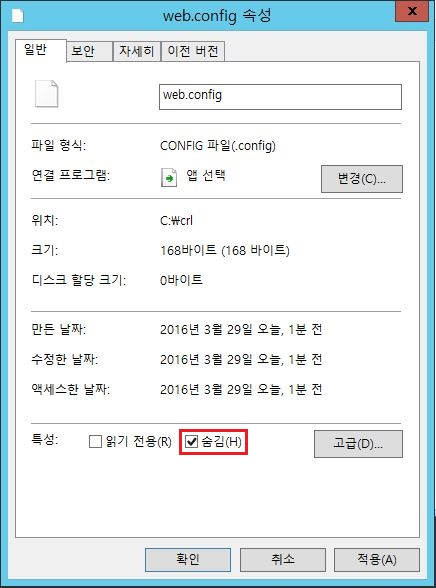 web.config 속성
x
일반 보안 자세히 이전 버전
web.config
파일 형식: CONFIG 파일(.config)
연결 프로그램: 앱 선택 변경(C)...
위치: C:₩crl
크기: 168바이트 (168 바이트)
디스크 할당 크기: 0바이트
만든 날짜: 2016년 3월 29일 오늘, 1분 전
수정한 날짜: 2016년 3월 29일 오늘, 1분 전
액세스한 날짜: 2016년 3월 29일 오늘, 1분 전
특성: 읽기 전용(R) 숨김(H) 고급(D)...
확인 취소 적용(A)